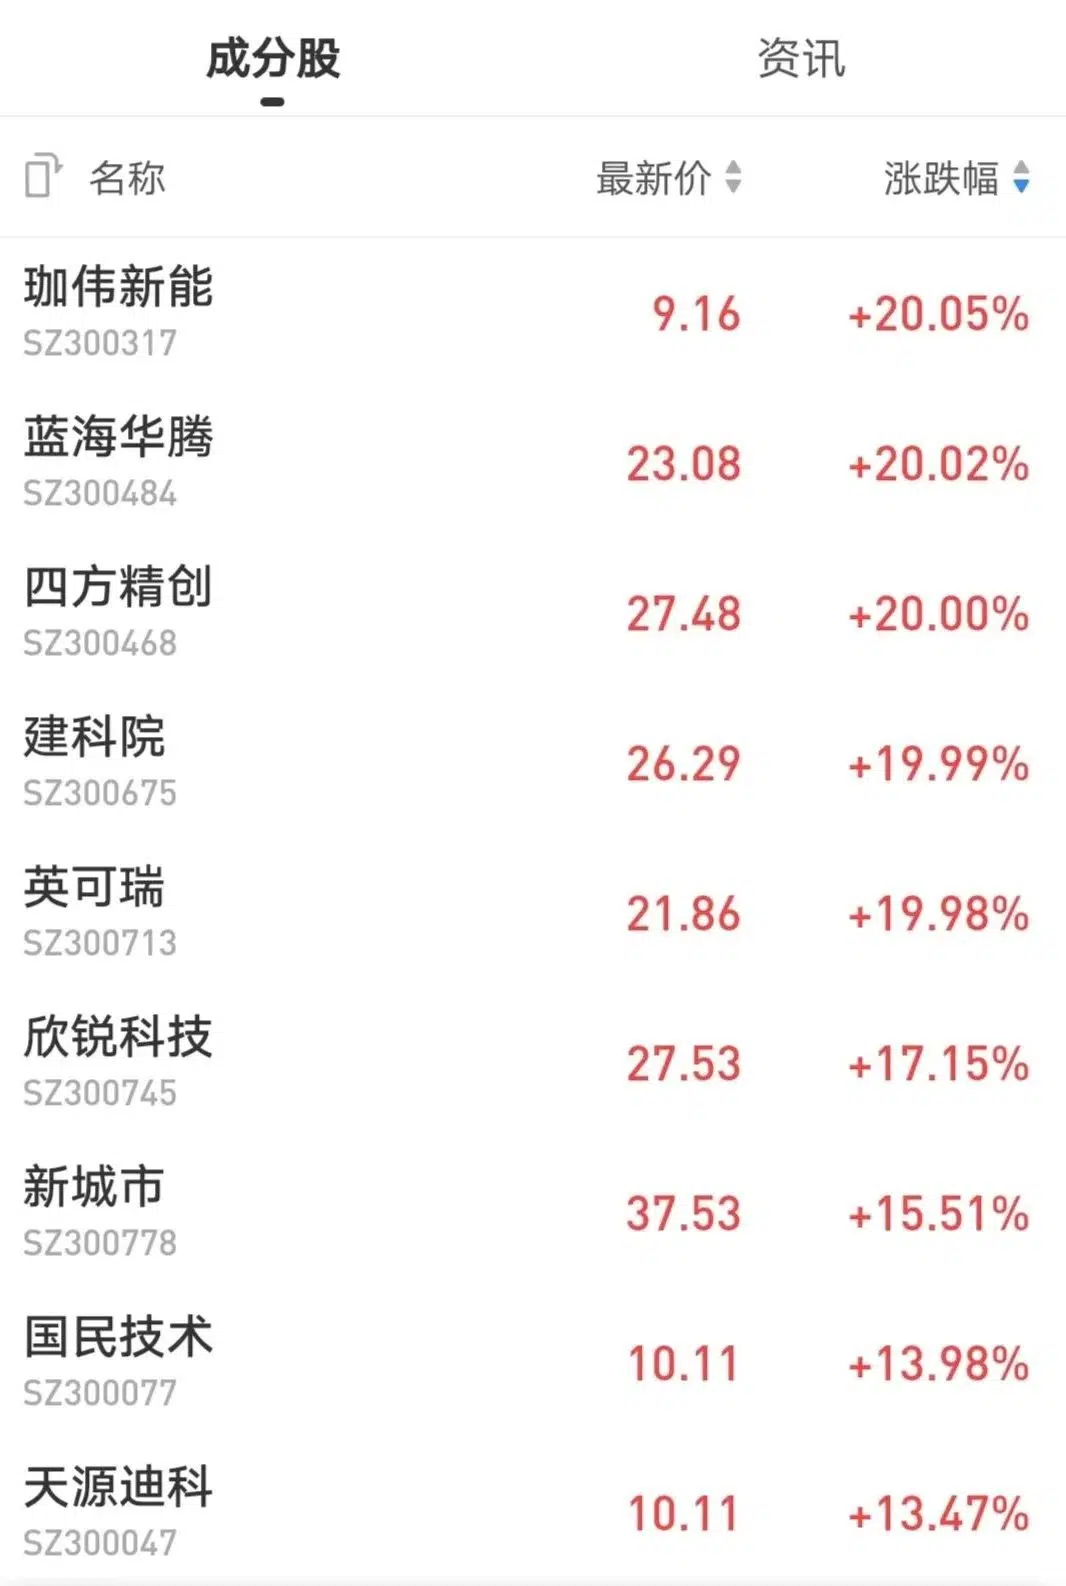 成分股 资讯
名称 最新价 涨跌幅
珈伟新能
SZ300317
9.16 +20.05%
蓝海华腾
SZ300484
23.08 +20.02%
四方精创
SZ300468
27.48 +20.00%
建科院
SZ300675
26.29 +19.99%
英可瑞
SZ300713
21.86 +19.98%
欣锐科技
SZ300745
27.53 +17.15%
新城市
SZ300778
37.53 +15.51%
国民技术
SZ300077
10.11 +13.98%
天源迪科
SZ300047
10.11 +13.47%